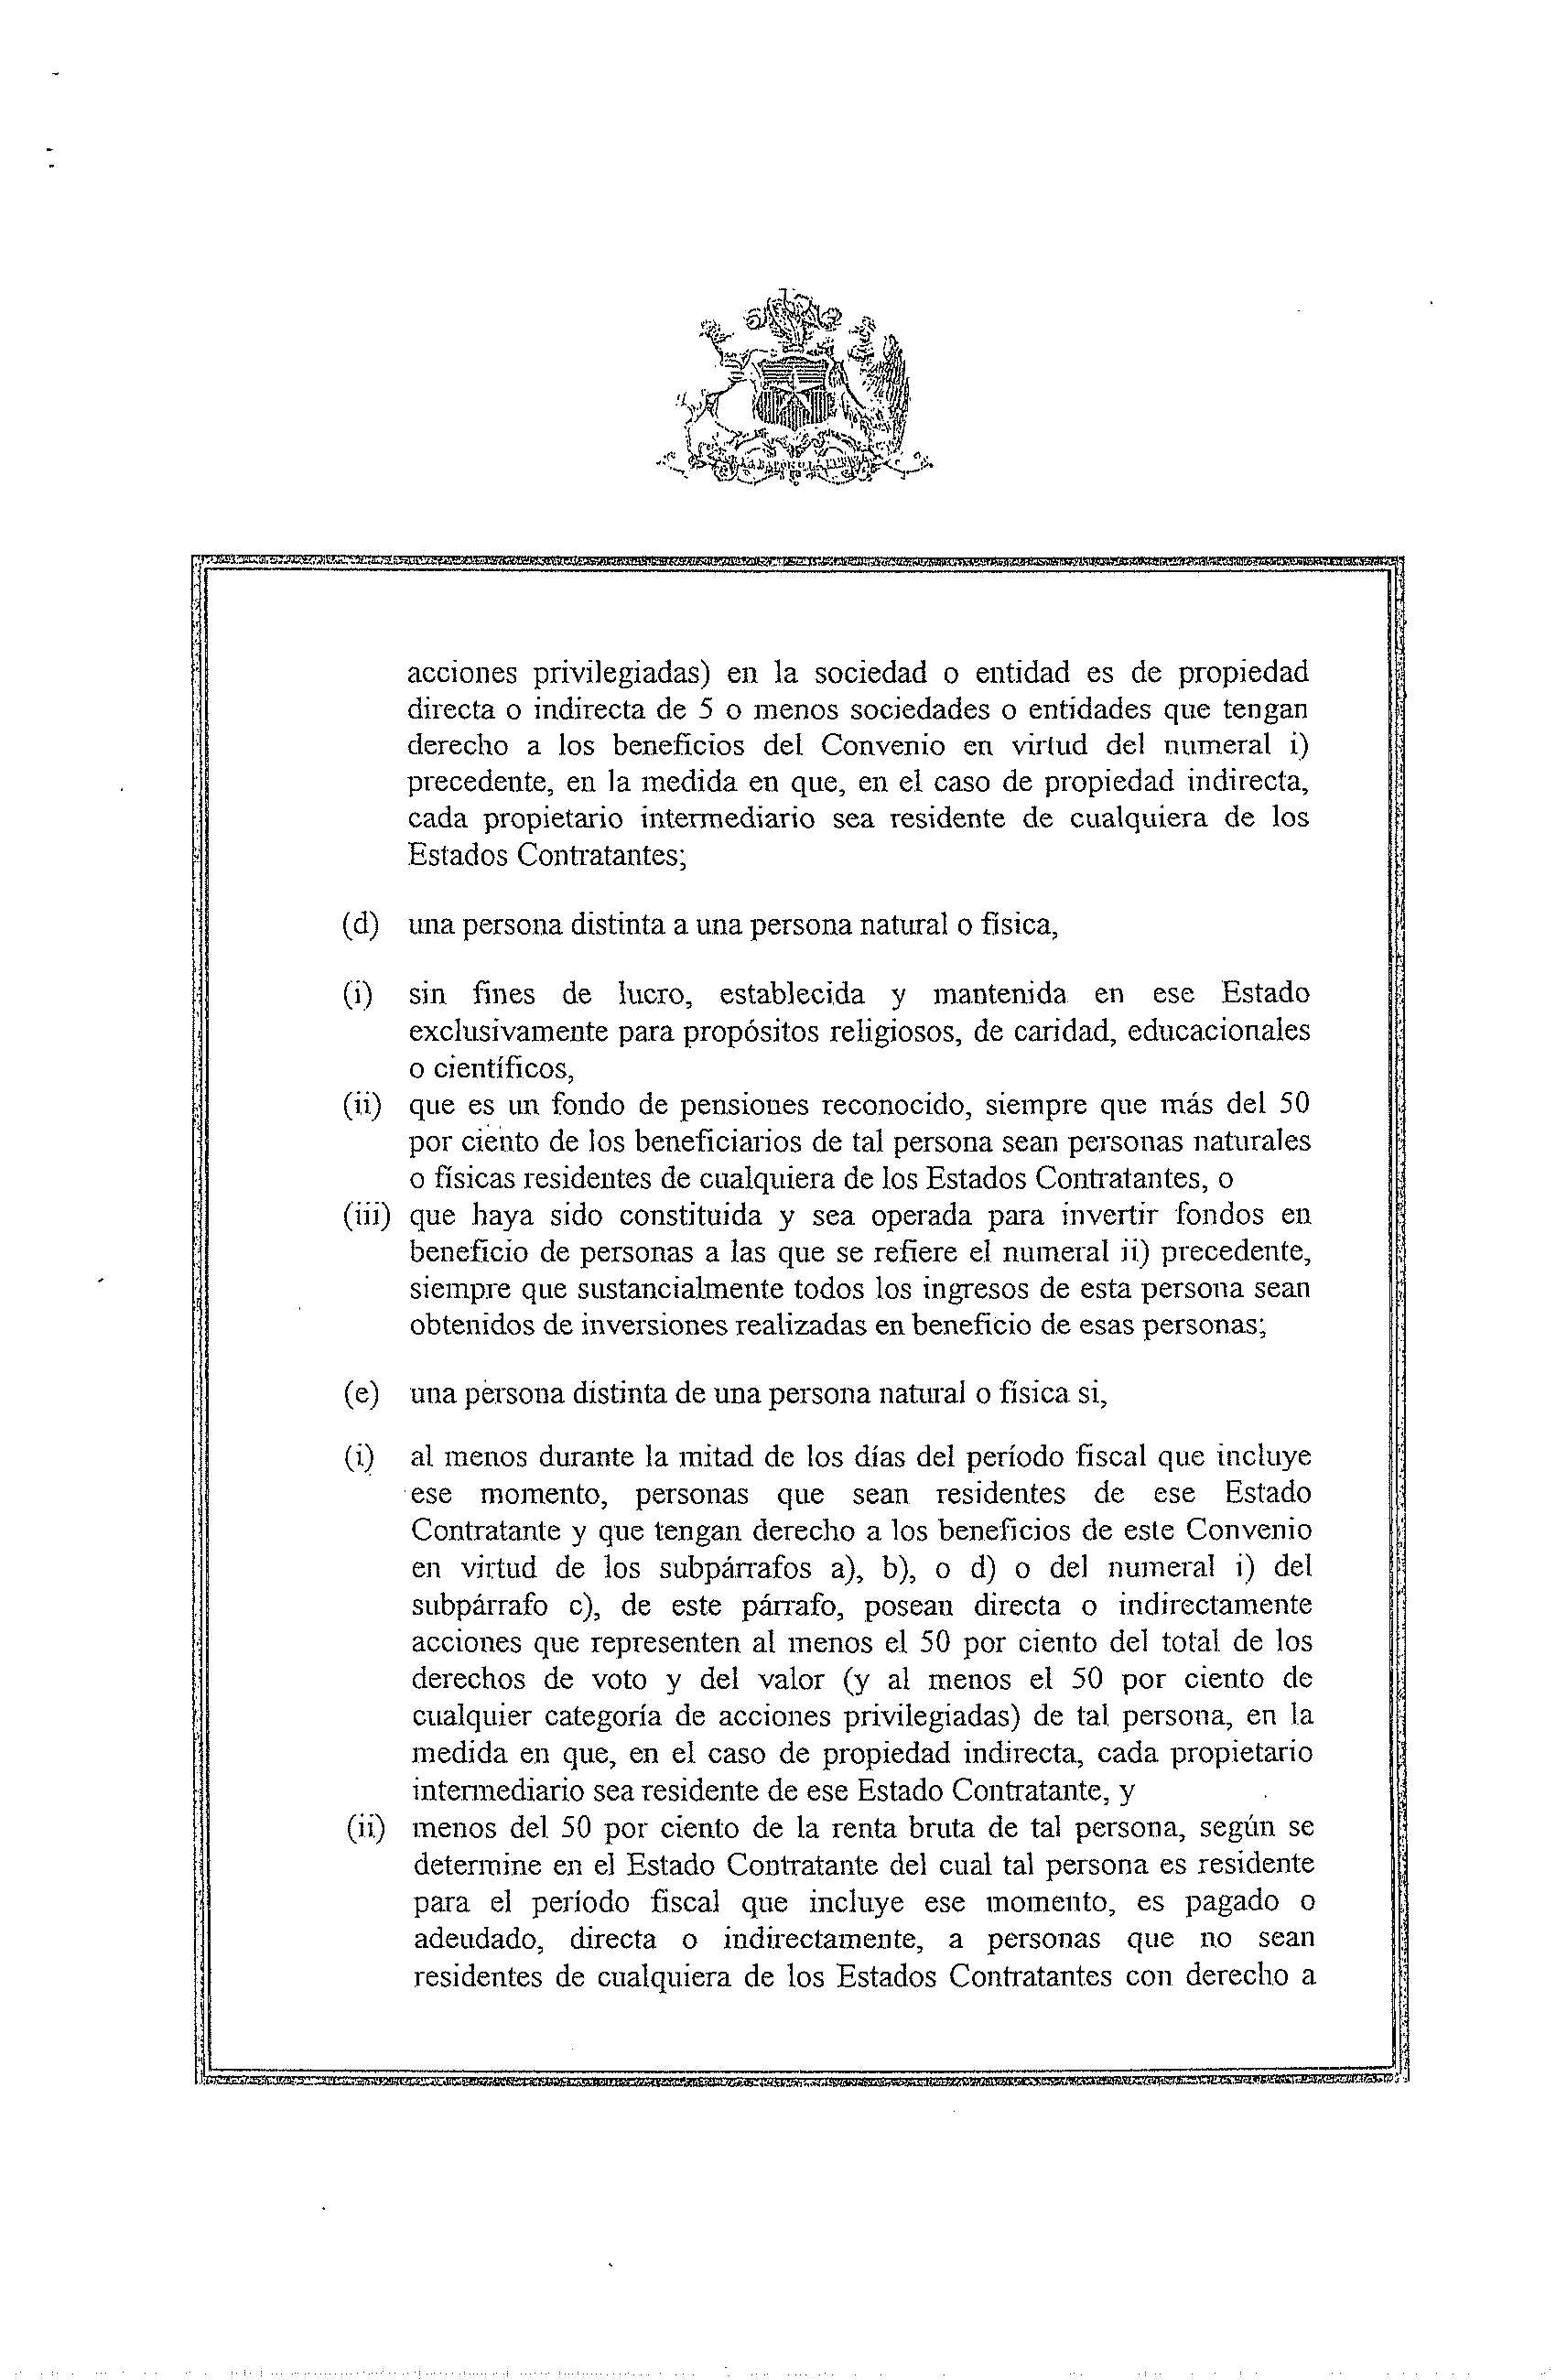 acciones privilegiadas) en la sociedad o entidad es de propiedad
directa o indirecta de 5 o menos sociedades o entidades que tengan
derecho a los beneficios del Convenio en virtud del numeral i)
precedente, en la medida en que, en el caso de propiedad indirecta,
cada propietario intermediario sea residente de cualquiera de los
Estados Contratantes;
(d) una persona distinta a una persona natural o física,
(i) sin fines de lucro, establecida y mantenida en ese Estado
exclusivamente para propósitos religiosos, de caridad, educacionales
o científicos,
(ii) que es un fondo de pensiones reconocido, siempre que más del 50
por ciento de los beneficiarios de tal persona sean personas naturales
o físicas residentes de cualquiera de los Estados Contratantes, o
(iii) que haya sido constituida y sea operada para invertir fondos en
beneficio de personas a las que se refiere el numeral ii) precedente,
siempre que sustancialmente todos los ingresos de esta persona sean
obtenidos de inversiones realizadas en beneficio de esas personas;
(e) una persona distinta de una persona natural o física si,
(i) al menos durante la mitad de los días del período fiscal que incluye
ese momento, personas que sean residentes de ese Estado
Contratante y que tengan derecho a los beneficios de este Convenio
en virtud de los subpárrafos a), b), o d) o del numeral i) del
subpárrafo c), de este párrafo, posean directa o indirectamente
acciones que representen al menos el 50 por ciento del total de los
derechos de voto y del valor (y al menos el 50 por ciento de
cualquier categoría de acciones privilegiadas) de tal persona, en la
medida en que, en el caso de propiedad indirecta, cada propietario
intermediario sea residente de ese Estado Contratante, y
(ii) menos del 50 por ciento de la renta bruta de tal persona, según se
determine en el Estado Contratante del cual tal persona es residente
para el período fiscal que incluye ese momento, es pagado o
adeudado, directa o indirectamente, a personas que no sean
residentes de cualquiera de los Estados Contratantes con derecho a